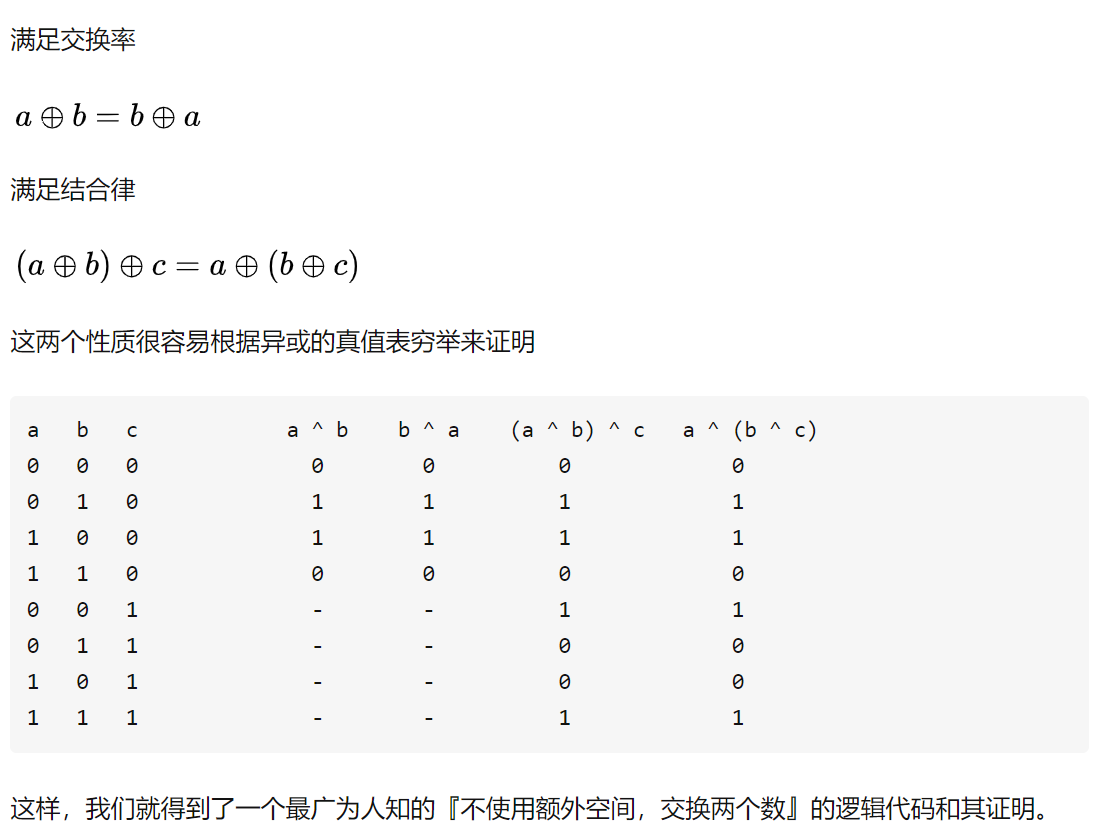 满足交换率
a ⊕ b = b ⊕ a
满足结合律
(a ⊕ b) ⊕ c = a ⊕ (b ⊕ c)
这两个性质很容易根据异或的真值表穷举来证明
a b c a ^ b b ^ a (a ^ b) ^ c a ^ (b ^ c)
0 0 0 0 0 0 0
0 1 0 1 1 1 1
1 0 0 1 1 1 1
1 1 0 0 0 0 0
0 0 1 - - 1 1
0 1 1 - - 0 0
1 0 1 - - 0 0
1 1 1 - - 1 1
这样，我们就得到了一个最广为人知的『不使用额外空间，交换两个数』的逻辑代码和其证明。